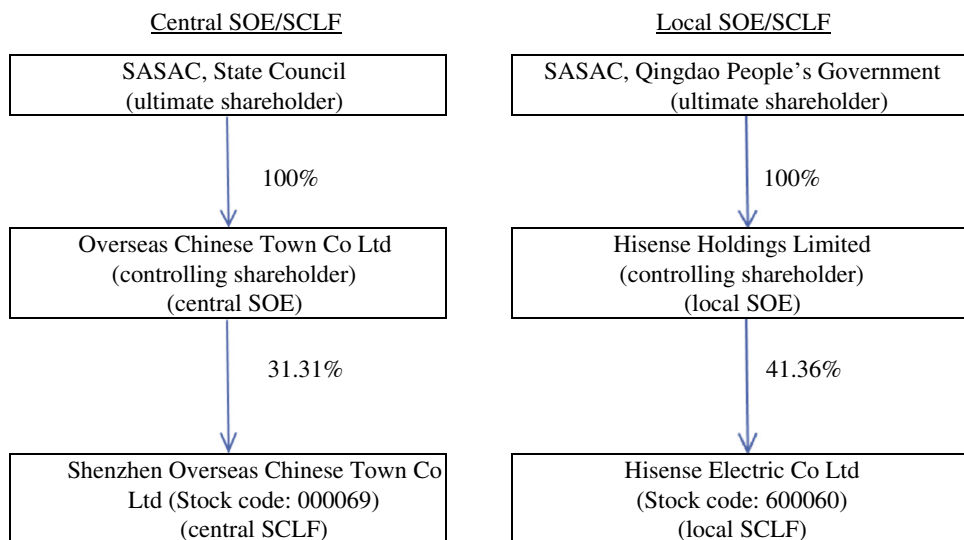 Central SOE/SCLF
SASAC, State Council
(ultimate shareholder)
100%
Overseas Chinese Town Co Ltd
(controlling shareholder)
(central SOE)
31.31%
Shenzhen Overseas Chinese Town Co
Ltd (Stock code: 000069)
(central SCLF)
Local SOE/SCLF
SASAC, Qingdao People’s Government
(ultimate shareholder)
100%
Hisense Holdings Limited
(controlling shareholder)
(local SOE)
41.36%
Hisense Electric Co Ltd
(Stock code: 600060)
(local SCLF)